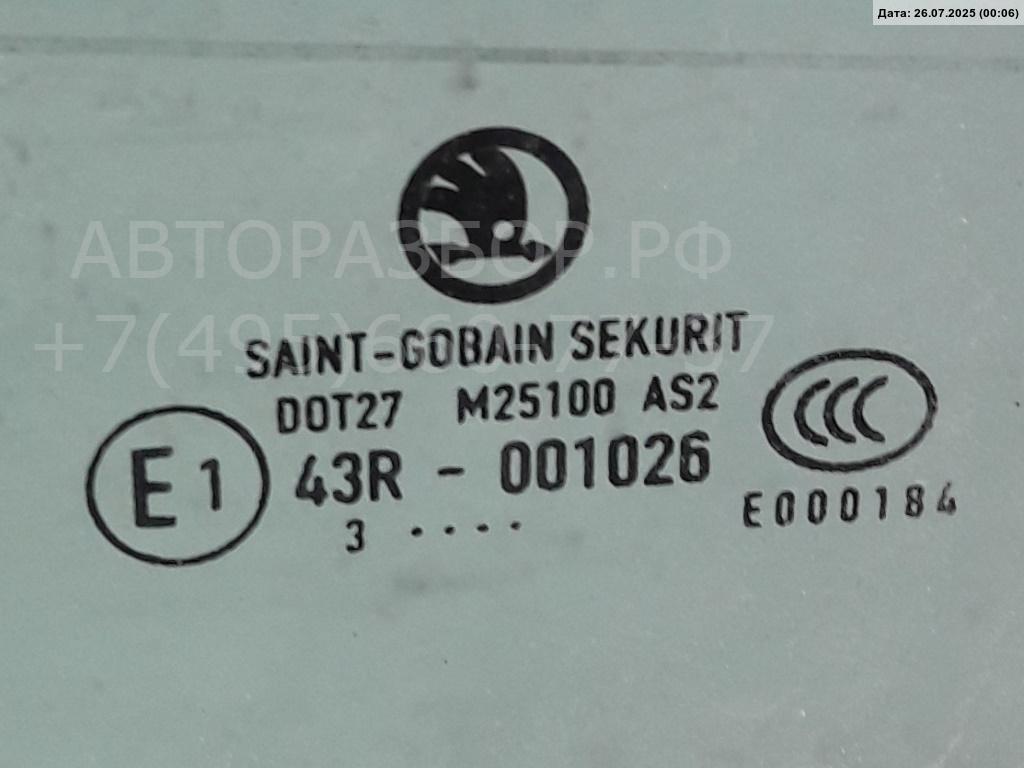 Дата: 26.07.2025 (00:06)
АВТОРАЗБОР.РФ
SAINT-GOBAIN SEKURIT
DOT27 M25100 AS2
CCC
E1
43R - 001026
E000184
3 ....